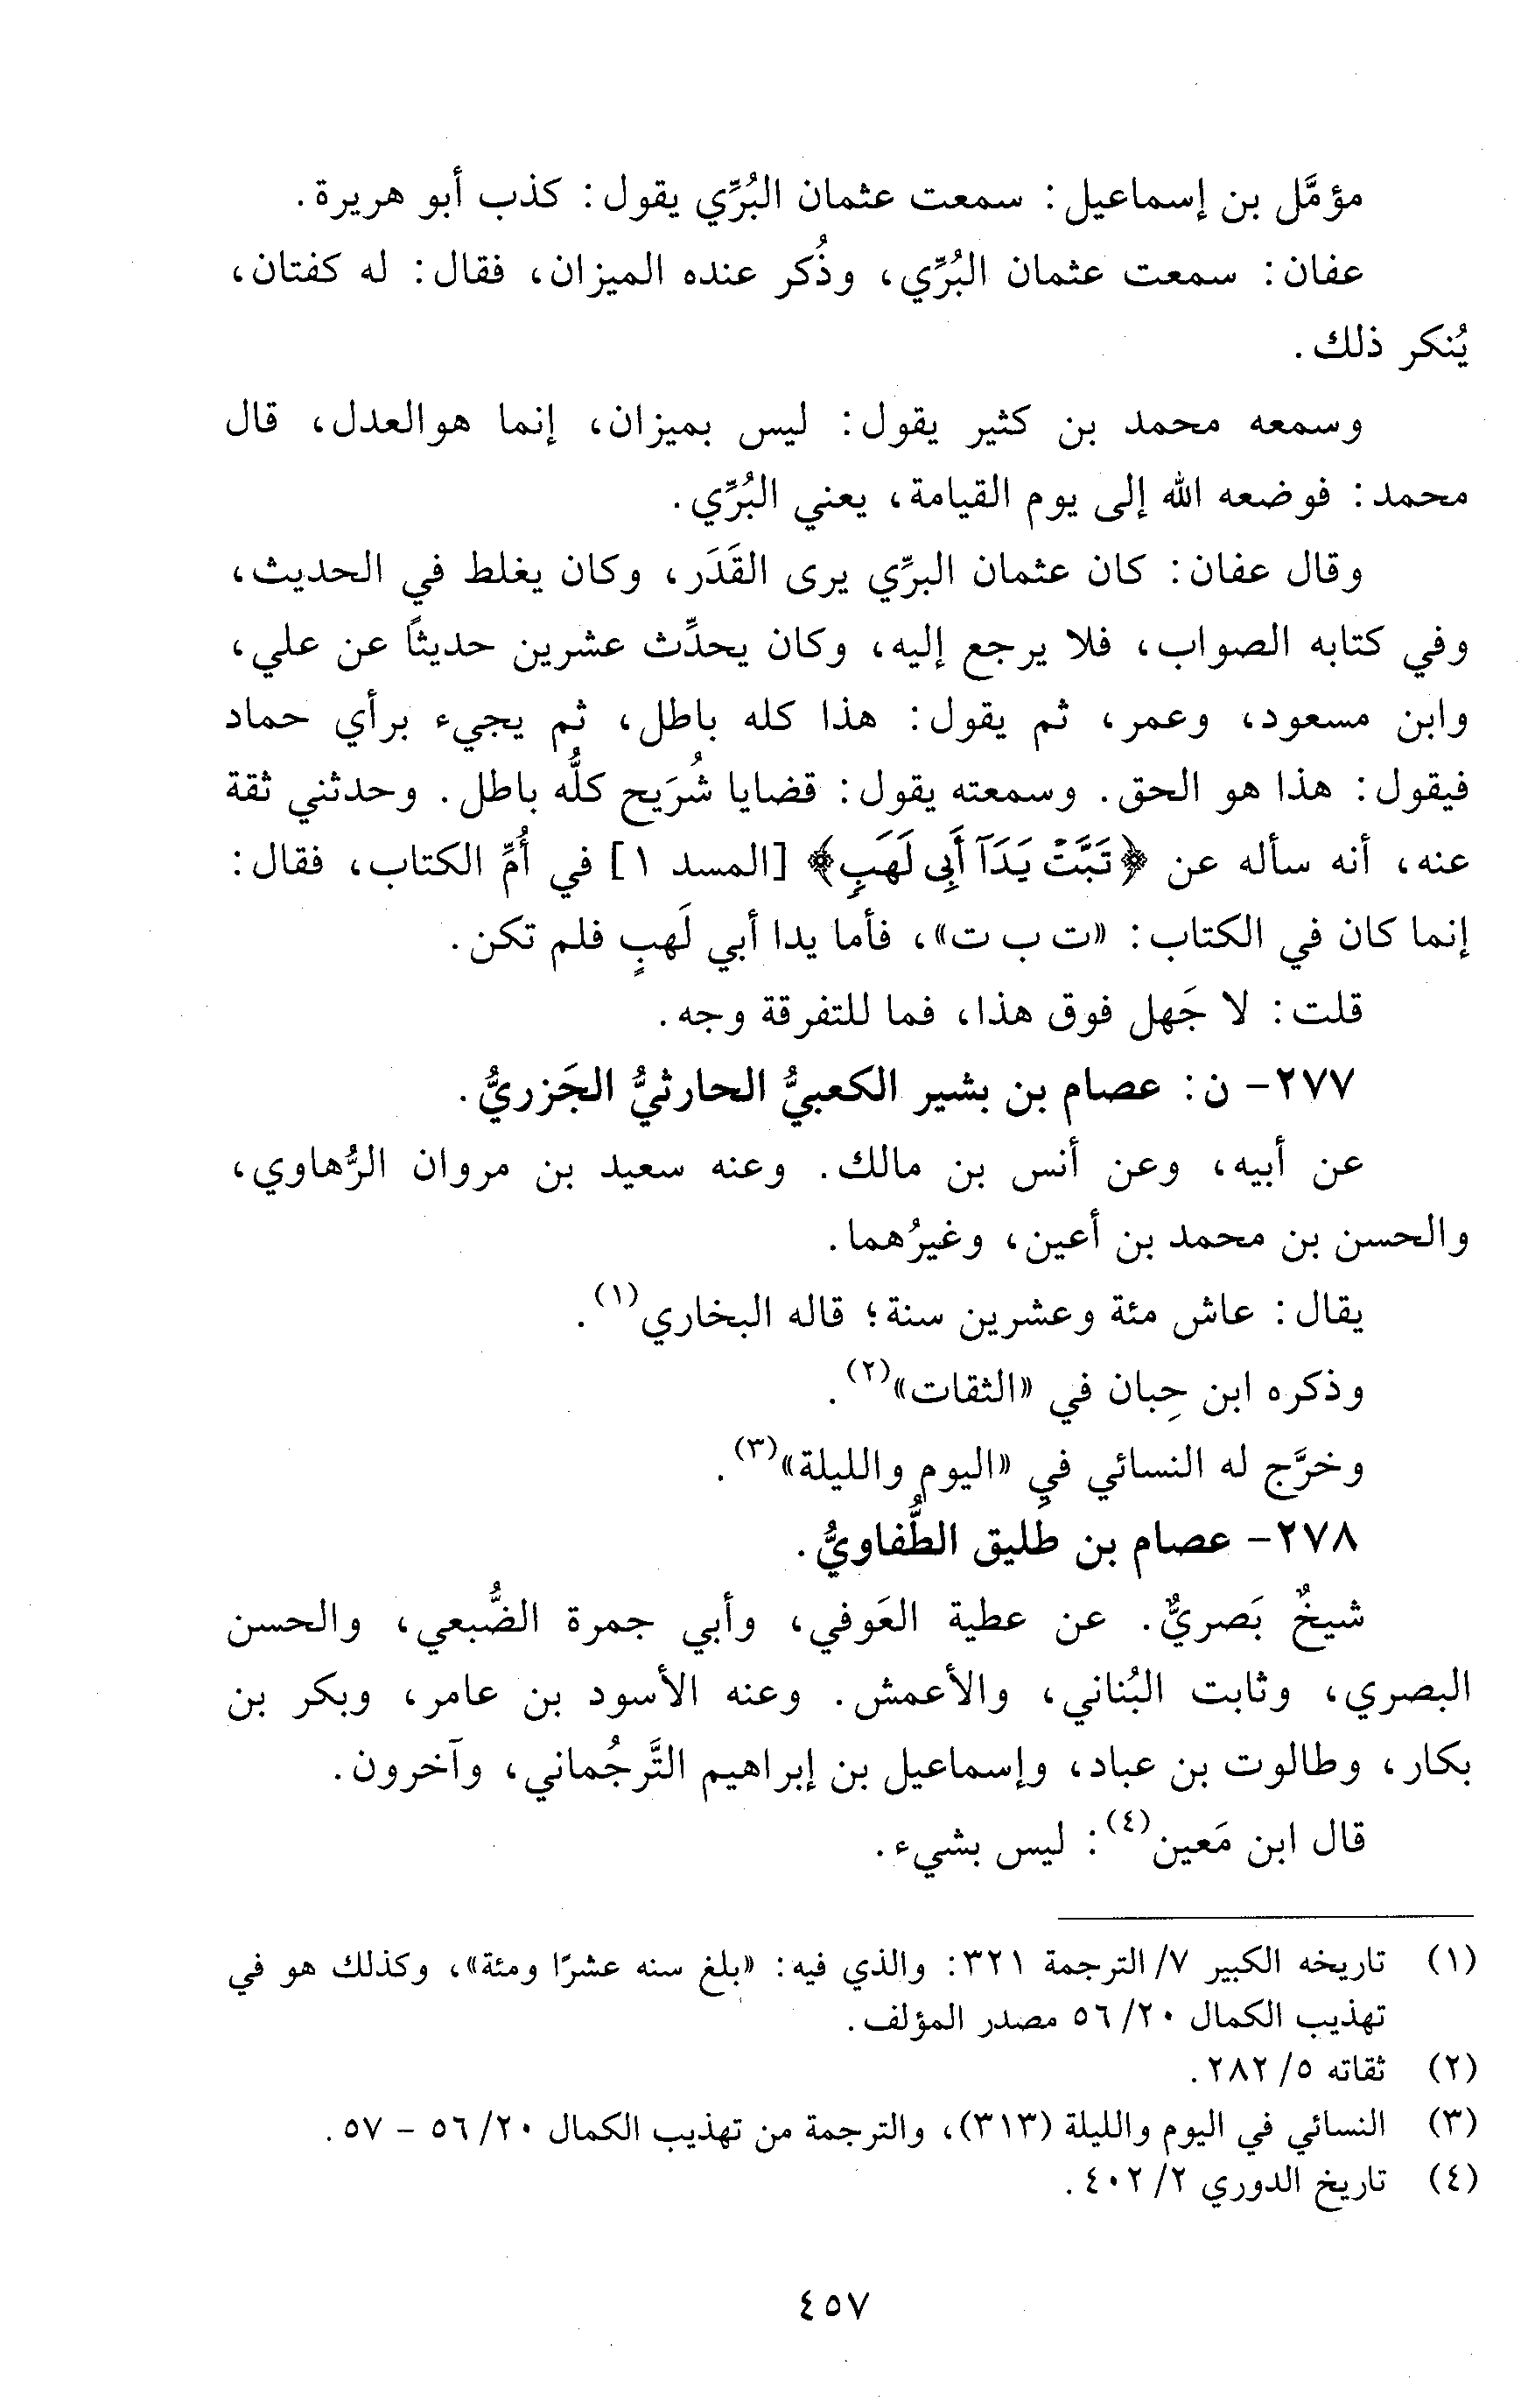 مؤمَّل بن إسماعيل: سمعت عثمان البُرِّي يقول: كذب أبو هريرة.
عفان: سمعت عثمان البُرِّي، وذُكر عنده الميزان، فقال: له كفتان،
يُنكر ذلك.
وسمعه محمد بن كثير يقول: ليس بميزان، إنما هوالعدل، قال
محمد: فوضعه الله إلى يوم القيامة، يعني البُرِّي.
وقال عفان: كان عثمان البرِّي يرى القَدَر، وكان يغلط في الحديث،
وفي كتابه الصواب، فلا يرجع إليه، وكان يحدِّث عشرين حديثاً عن علي،
وابن مسعود، وعمر، ثم يقول: هذا كله باطل، ثم يجيء برأي حماد
فيقول: هذا هو الحق. وسمعته يقول: قضايا شُرَيح كلُّه باطل. وحدثني ثقة
عنه، أنه سأله عن ﴿تَبَّتْ يَدَآ أَبِي لَهَبٍ﴾ [المسد ١] في أُمِّ الكتاب، فقال:
إنما كان في الكتاب: «ت ب ت»، فأما يدا أبي لَهبٍ فلم تكن.
قلت: لا جَهل فوق هذا، فما للتفرقة وجه.
٢٧٧- ن: عصام بن بشير الكعبيُّ الحارثيُّ الجَزريُّ.
عن أبيه، وعن أنس بن مالك. وعنه سعيد بن مروان الرُّهاوي،
والحسن بن محمد بن أعين، وغيرُهما.
يقال: عاش مئة وعشرين سنة؛ قاله البخاري(١).
وذكره ابن حِبان في «الثقات»(٢).
وخرَّج له النسائي في «اليوم والليلة»(٣).
٢٧٨- عصام بن طَليق الطُّفاويُّ.
شيخٌ بَصريٌّ. عن عطية العَوفي، وأبي جمرة الضُّبعي، والحسن
البصري، وثابت البُناني، والأعمش. وعنه الأسود بن عامر، وبكر بن
بكار، وطالوت بن عباد، وإسماعيل بن إبراهيم التَّرجُماني، وآخرون.
قال ابن مَعين(٤): ليس بشيء.
(١) تاريخه الكبير ٧/ الترجمة ٣٢١: والذي فيه: «بلغ سنه عشرًا ومئة»، وكذلك هو في
تهذيب الكمال ٢٠/ ٥٦ مصدر المؤلف.
(٢) ثقاته ٥/ ٢٨٢.
(٣) النسائي في اليوم والليلة (٣١٣)، والترجمة من تهذيب الكمال ٢٠/ ٥٦ - ٥٧.
(٤) تاريخ الدوري ٢/ ٤٠٢.
٤٥٧